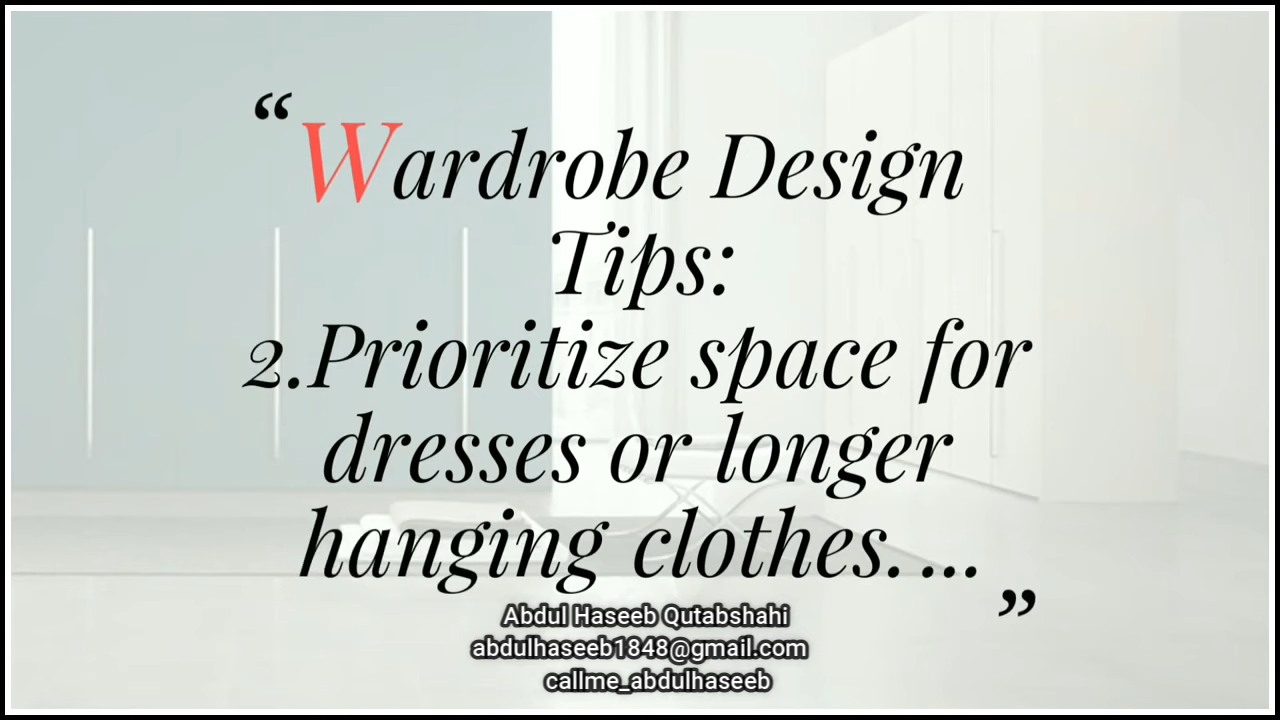 “Wardrobe Design
Tips:
2.Prioritize space for
dresses or longer
hanging clothes....”
Abdul Haseeb Qutabshahi
abdulhaseeb1848@gmail.com
callme_abdulhaseeb